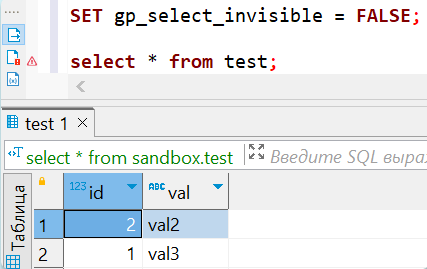 SET gp_select_invisible = FALSE;
select * from test;
test 1
select * from sandbox.test
Введите SQL выра
Таблица
123 id
ABC val
1 2 val2
2 1 val3